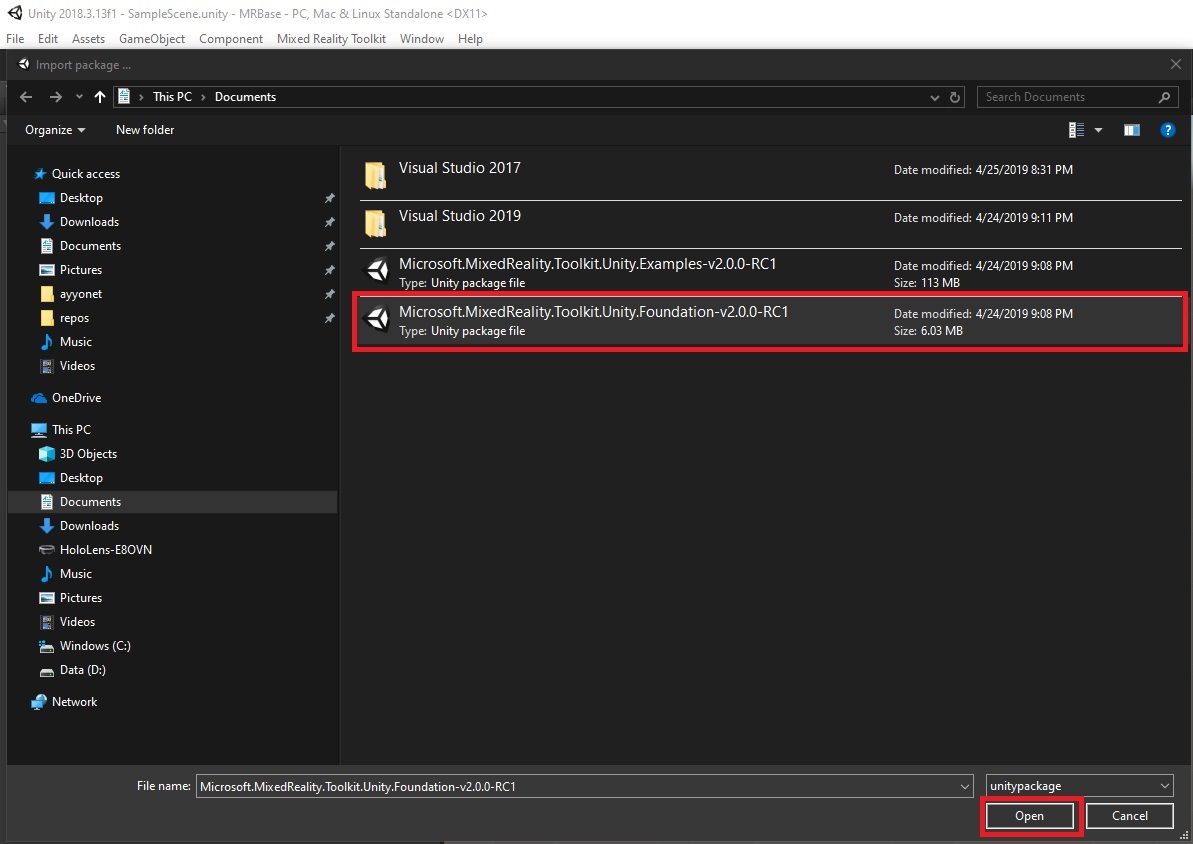 Unity 2018.3.13f1 - SampleScene.unity - MRBase - PC, Mac & Linux Standalone <DX11>
File Edit Assets GameObject Component Mixed Reality Toolkit Window Help
Import package ...
This PC > Documents
Search Documents
Organize
New folder
?
Quick access
Desktop
Downloads
Documents
Pictures
ayyonet
repos
Music
Videos
OneDrive
This PC
3D Objects
Desktop
Documents
Downloads
HoloLens-E8OVN
Music
Pictures
Videos
Windows (C:)
Data (D:)
Network
Visual Studio 2017
Date modified: 4/25/2019 8:31 PM
Visual Studio 2019
Date modified: 4/24/2019 9:11 PM
Microsoft.MixedReality.Toolkit.Unity.Examples-v2.0.0-RC1
Type: Unity package file
Date modified: 4/24/2019 9:08 PM
Size: 113 MB
Microsoft.MixedReality.Toolkit.Unity.Foundation-v2.0.0-RC1
Type: Unity package file
Date modified: 4/24/2019 9:08 PM
Size: 6.03 MB
File name: Microsoft.MixedReality.Toolkit.Unity.Foundation-v2.0.0-RC1
unitypackage
Open
Cancel